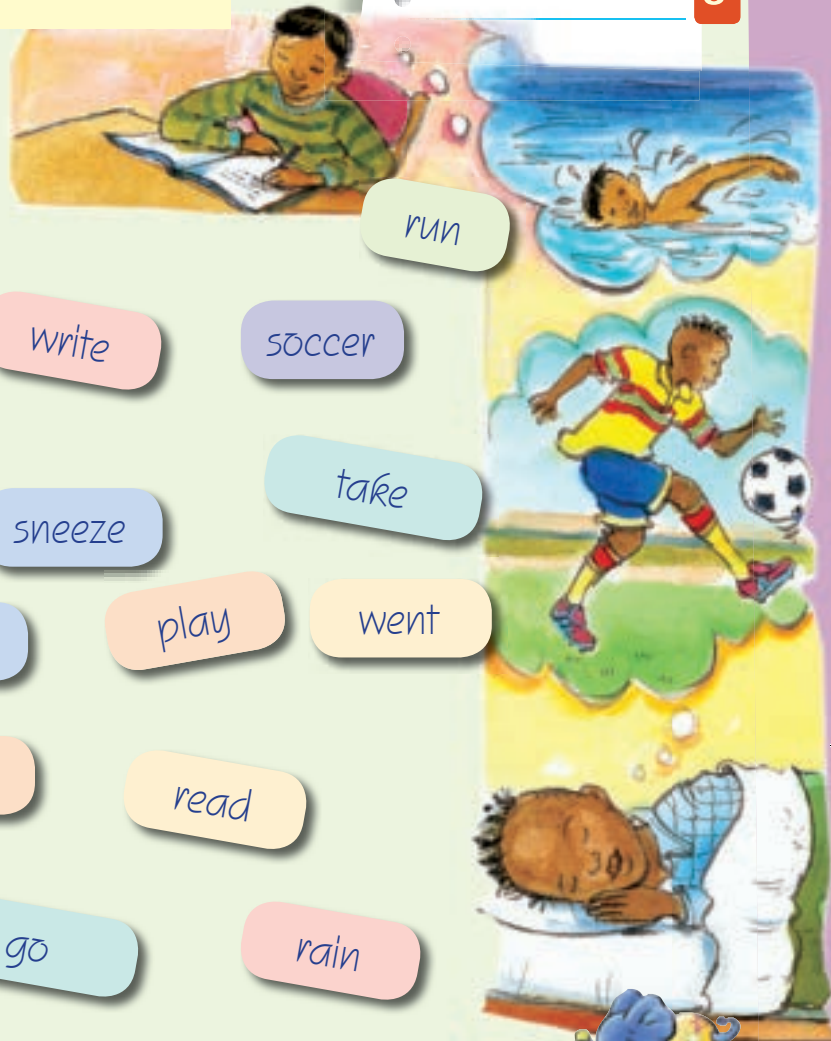 run
write
soccer
take
sneeze
play
went
read
go
rain